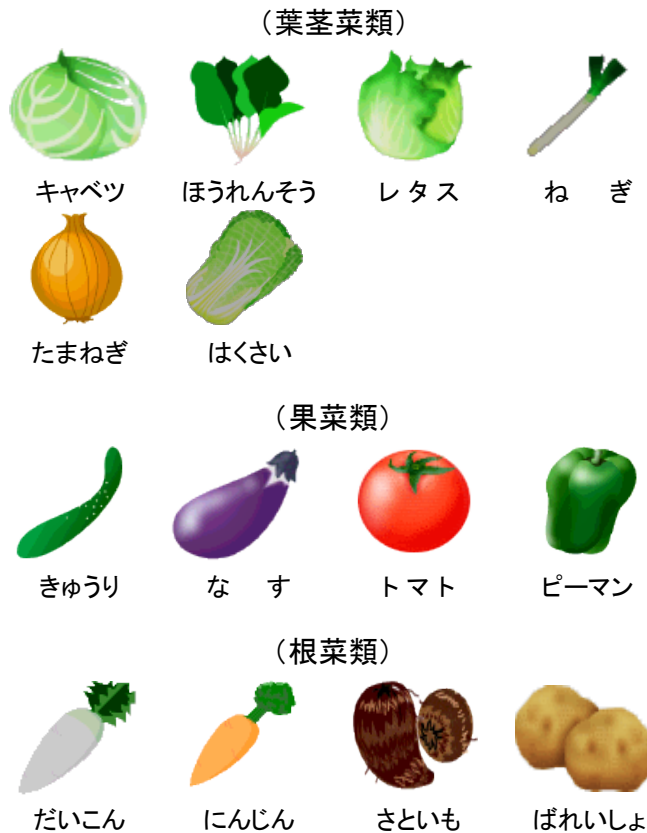 （葉茎菜類）
キャベツ ほうれんそう レタス ねぎ
たまねぎ はくさい
（果菜類）
きゅうり なす トマト ピーマン
（根菜類）
だいこん にんじん さといも ばれいしょ